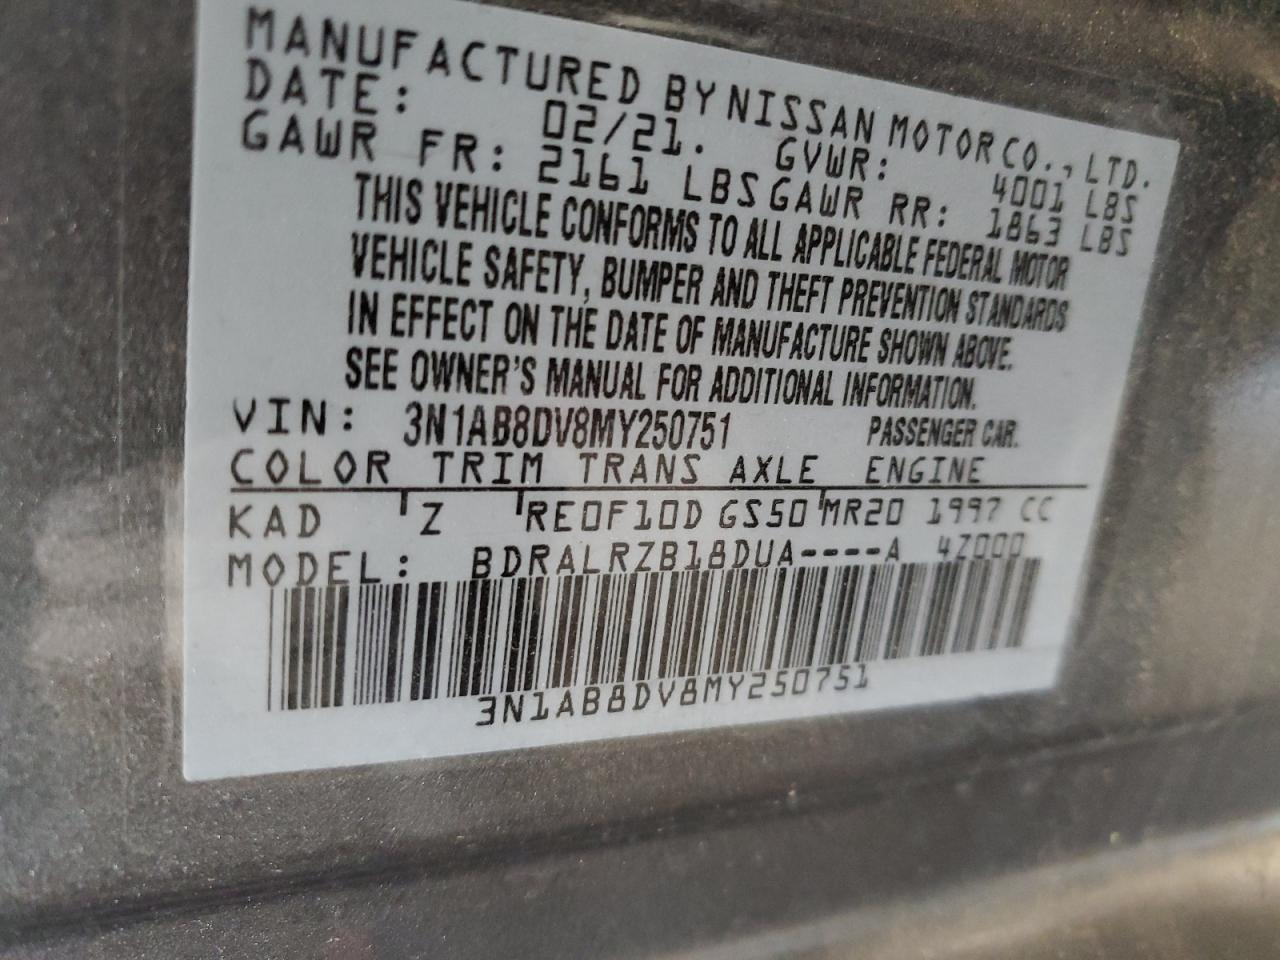 MANUFACTURED BY NISSAN MOTOR CO., LTD.
DATE: 02/21. GVWR: 4001 LBS
GAWR FR: 2161 LBS GAWR RR: 1863 LBS
THIS VEHICLE CONFORMS TO ALL APPLICABLE FEDERAL MOTOR
VEHICLE SAFETY, BUMPER AND THEFT PREVENTION STANDARDS
IN EFFECT ON THE DATE OF MANUFACTURE SHOWN ABOVE.
SEE OWNER'S MANUAL FOR ADDITIONAL INFORMATION.
VIN: 3N1AB8DV8MY250751 PASSENGER CAR.
COLOR TRIM TRANS AXLE ENGINE
KAD Z RE0F10D GS50 MR20 1997 CC
MODEL: BDRALRZB18DUA----A 4Z000
3N1AB8DV8MY250751